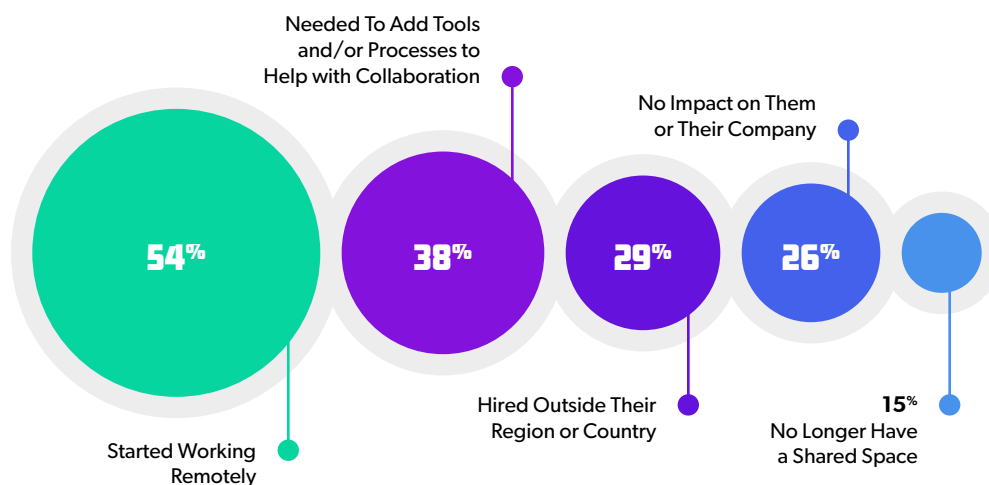 Needed To Add Tools
and/or Processes to
Help with Collaboration
No Impact on Them
or Their Company
54%
38%
29%
26%
Started Working
Remotely
Hired Outside Their
Region or Country
15%
No Longer Have
a Shared Space